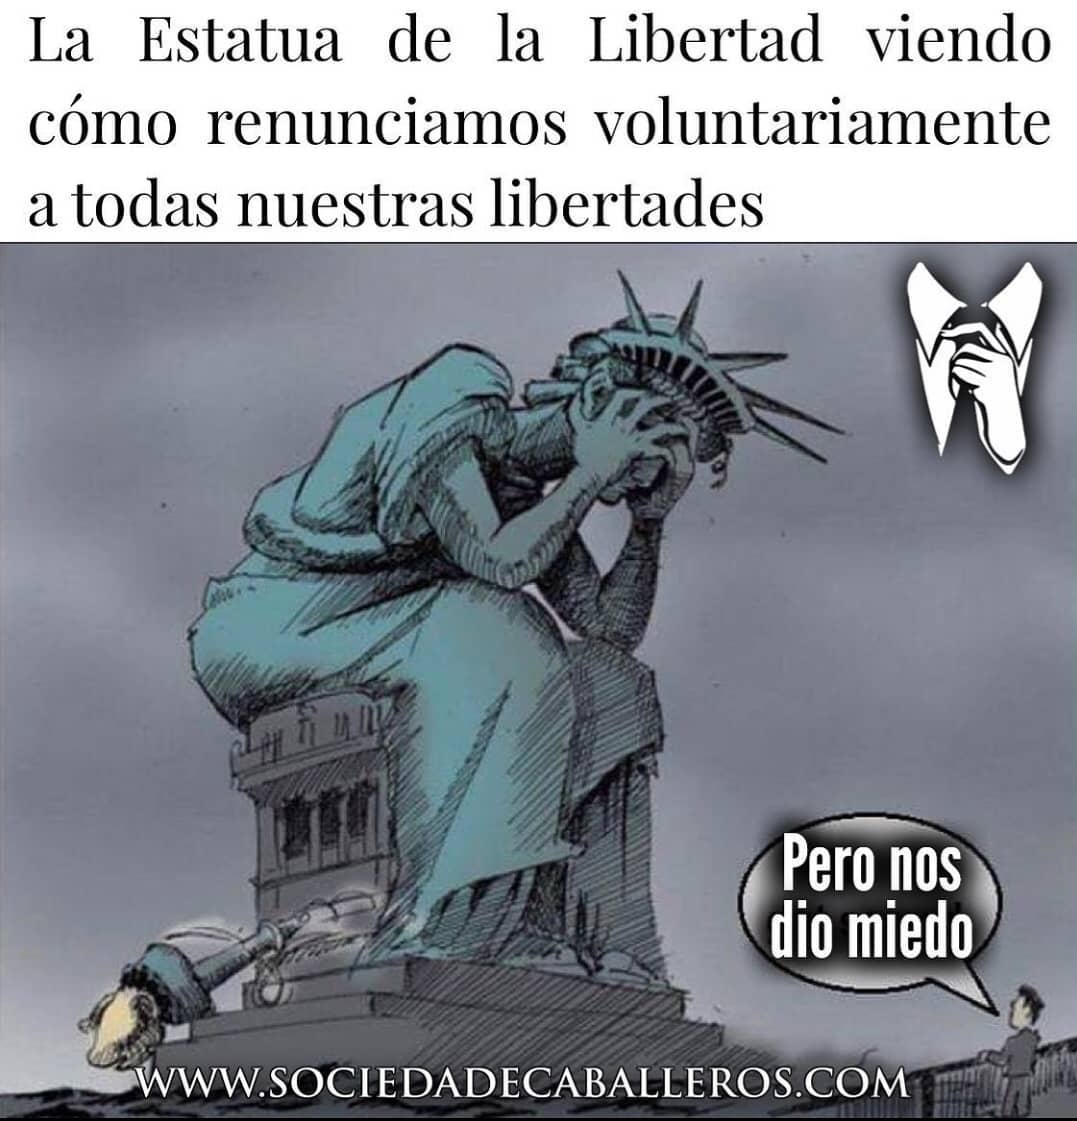 La Estatua de la Libertad viendo
cómo renunciamos voluntariamente
a todas nuestras libertades
Pero nos
dio miedo
WWW.SOCIEDADECABALLEROS.COM